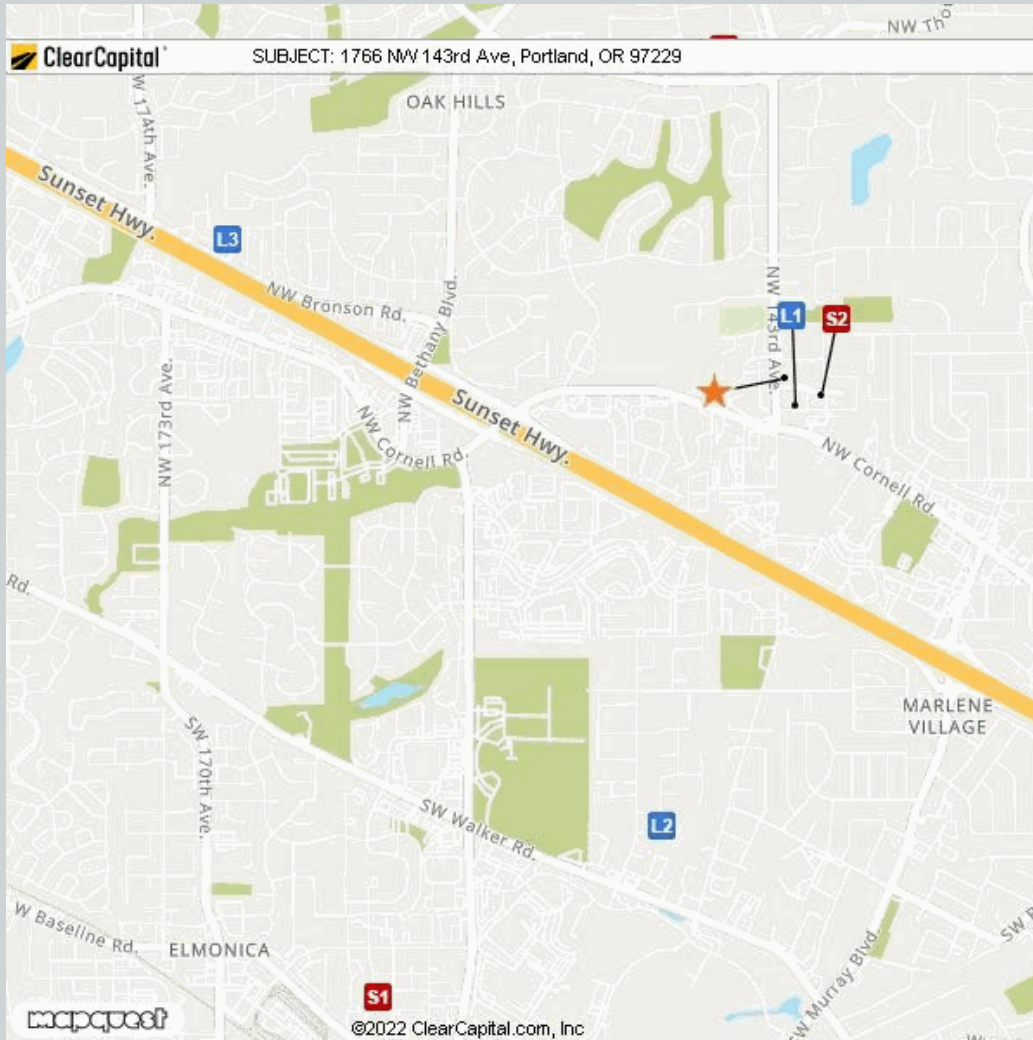 NW Tho
ClearCapital
SUBJECT: 1766 NW 143rd Ave, Portland, OR 97229
W 174th Ave.
OAK HILLS
Sunset Hwy.
L3
NW Bronson Rd.
NW Bethany Blvd.
NW 143rd Ave.
L1
S2
NW 173rd Ave.
Sunset Hwy.
NW Cornell Rd.
NW Cornell Rd.
Rd.
MARLENE
VILLAGE
SW 170th Ave.
SW Walker Rd.
L2
W Baseline Rd.
ELMONICA
SW Murray Blvd.
S1
mapquest
©2022 ClearCapital.com, Inc